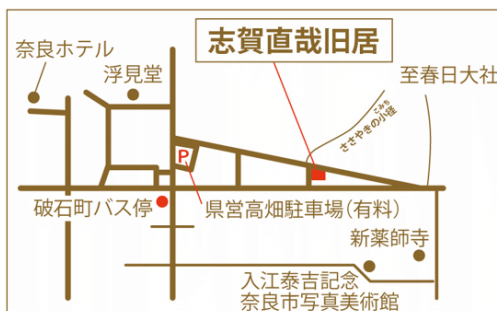 奈良ホテル
浮見堂
志賀直哉旧居
至春日大社
こみち
ささやきの小径
P
破石町バス停
県営高畑駐車場(有料)
新薬師寺
入江泰吉記念
奈良市写真美術館